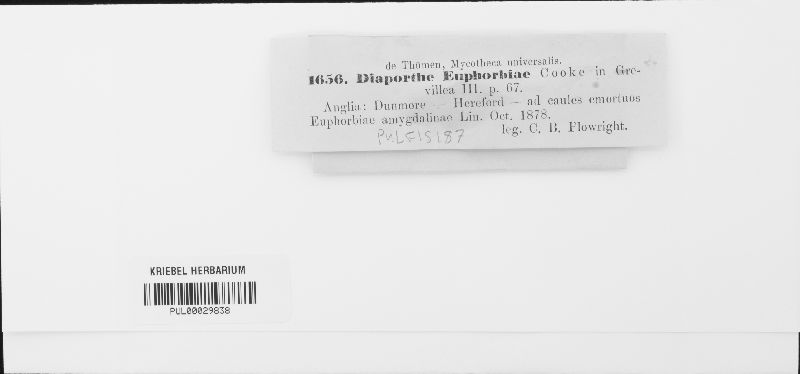 de Thümen, Mycotheca universalis.
1656. Diaporthe Euphorbiae Cooke in Gre-
villea III. p. 67.
Anglia: Dunmore — Hereford — ad caules emortuos
Euphorbiae amygdalinae Lin. Oct. 1878.
leg. C. B. Plowright.
PULF15187
KRIEBEL HERBARIUM
PUL00029838